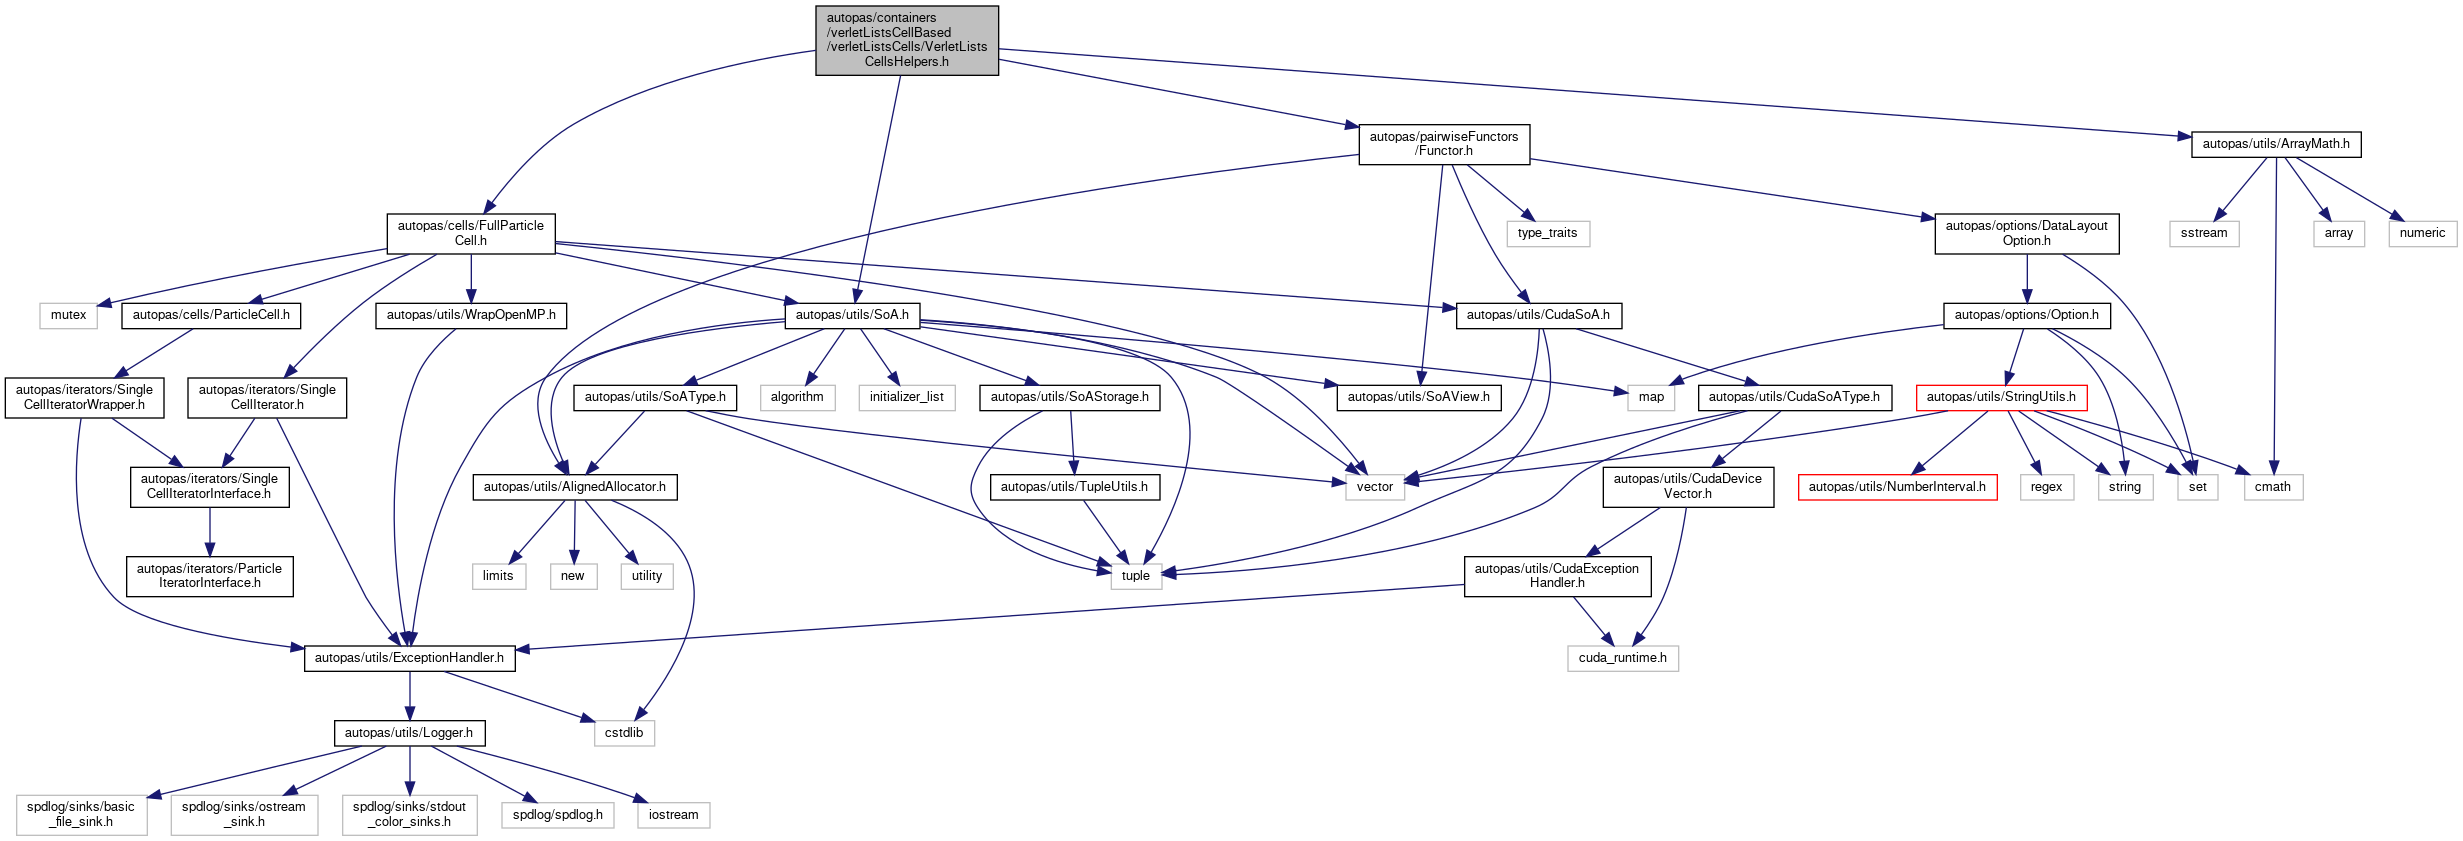 autopas/containers
/verletListsCellBased
/verletListsCells/VerletLists
CellsHelpers.h
autopas/pairwiseFunctors
/Functor.h
autopas/utils/ArrayMath.h
autopas/cells/FullParticle
Cell.h
type_traits
autopas/options/DataLayout
Option.h
sstream
array
numeric
mutex
autopas/cells/ParticleCell.h
autopas/utils/WrapOpenMP.h
autopas/utils/SoA.h
autopas/utils/CudaSoA.h
autopas/options/Option.h
autopas/iterators/Single
CellIteratorWrapper.h
autopas/iterators/Single
CellIterator.h
autopas/utils/SoAType.h
algorithm
initializer_list
autopas/utils/SoAStorage.h
autopas/utils/SoAView.h
map
autopas/utils/CudaSoAType.h
autopas/utils/StringUtils.h
autopas/iterators/Single
CellIteratorInterface.h
autopas/utils/AlignedAllocator.h
autopas/utils/TupleUtils.h
vector
autopas/utils/CudaDevice
Vector.h
autopas/utils/NumberInterval.h
regex
string
set
cmath
autopas/iterators/Particle
IteratorInterface.h
limits
new
utility
tuple
autopas/utils/CudaException
Handler.h
autopas/utils/ExceptionHandler.h
cuda_runtime.h
autopas/utils/Logger.h
cstdlib
spdlog/sinks/basic
_file_sink.h
spdlog/sinks/ostream
_sink.h
spdlog/sinks/stdout
_color_sinks.h
spdlog/spdlog.h
iostream